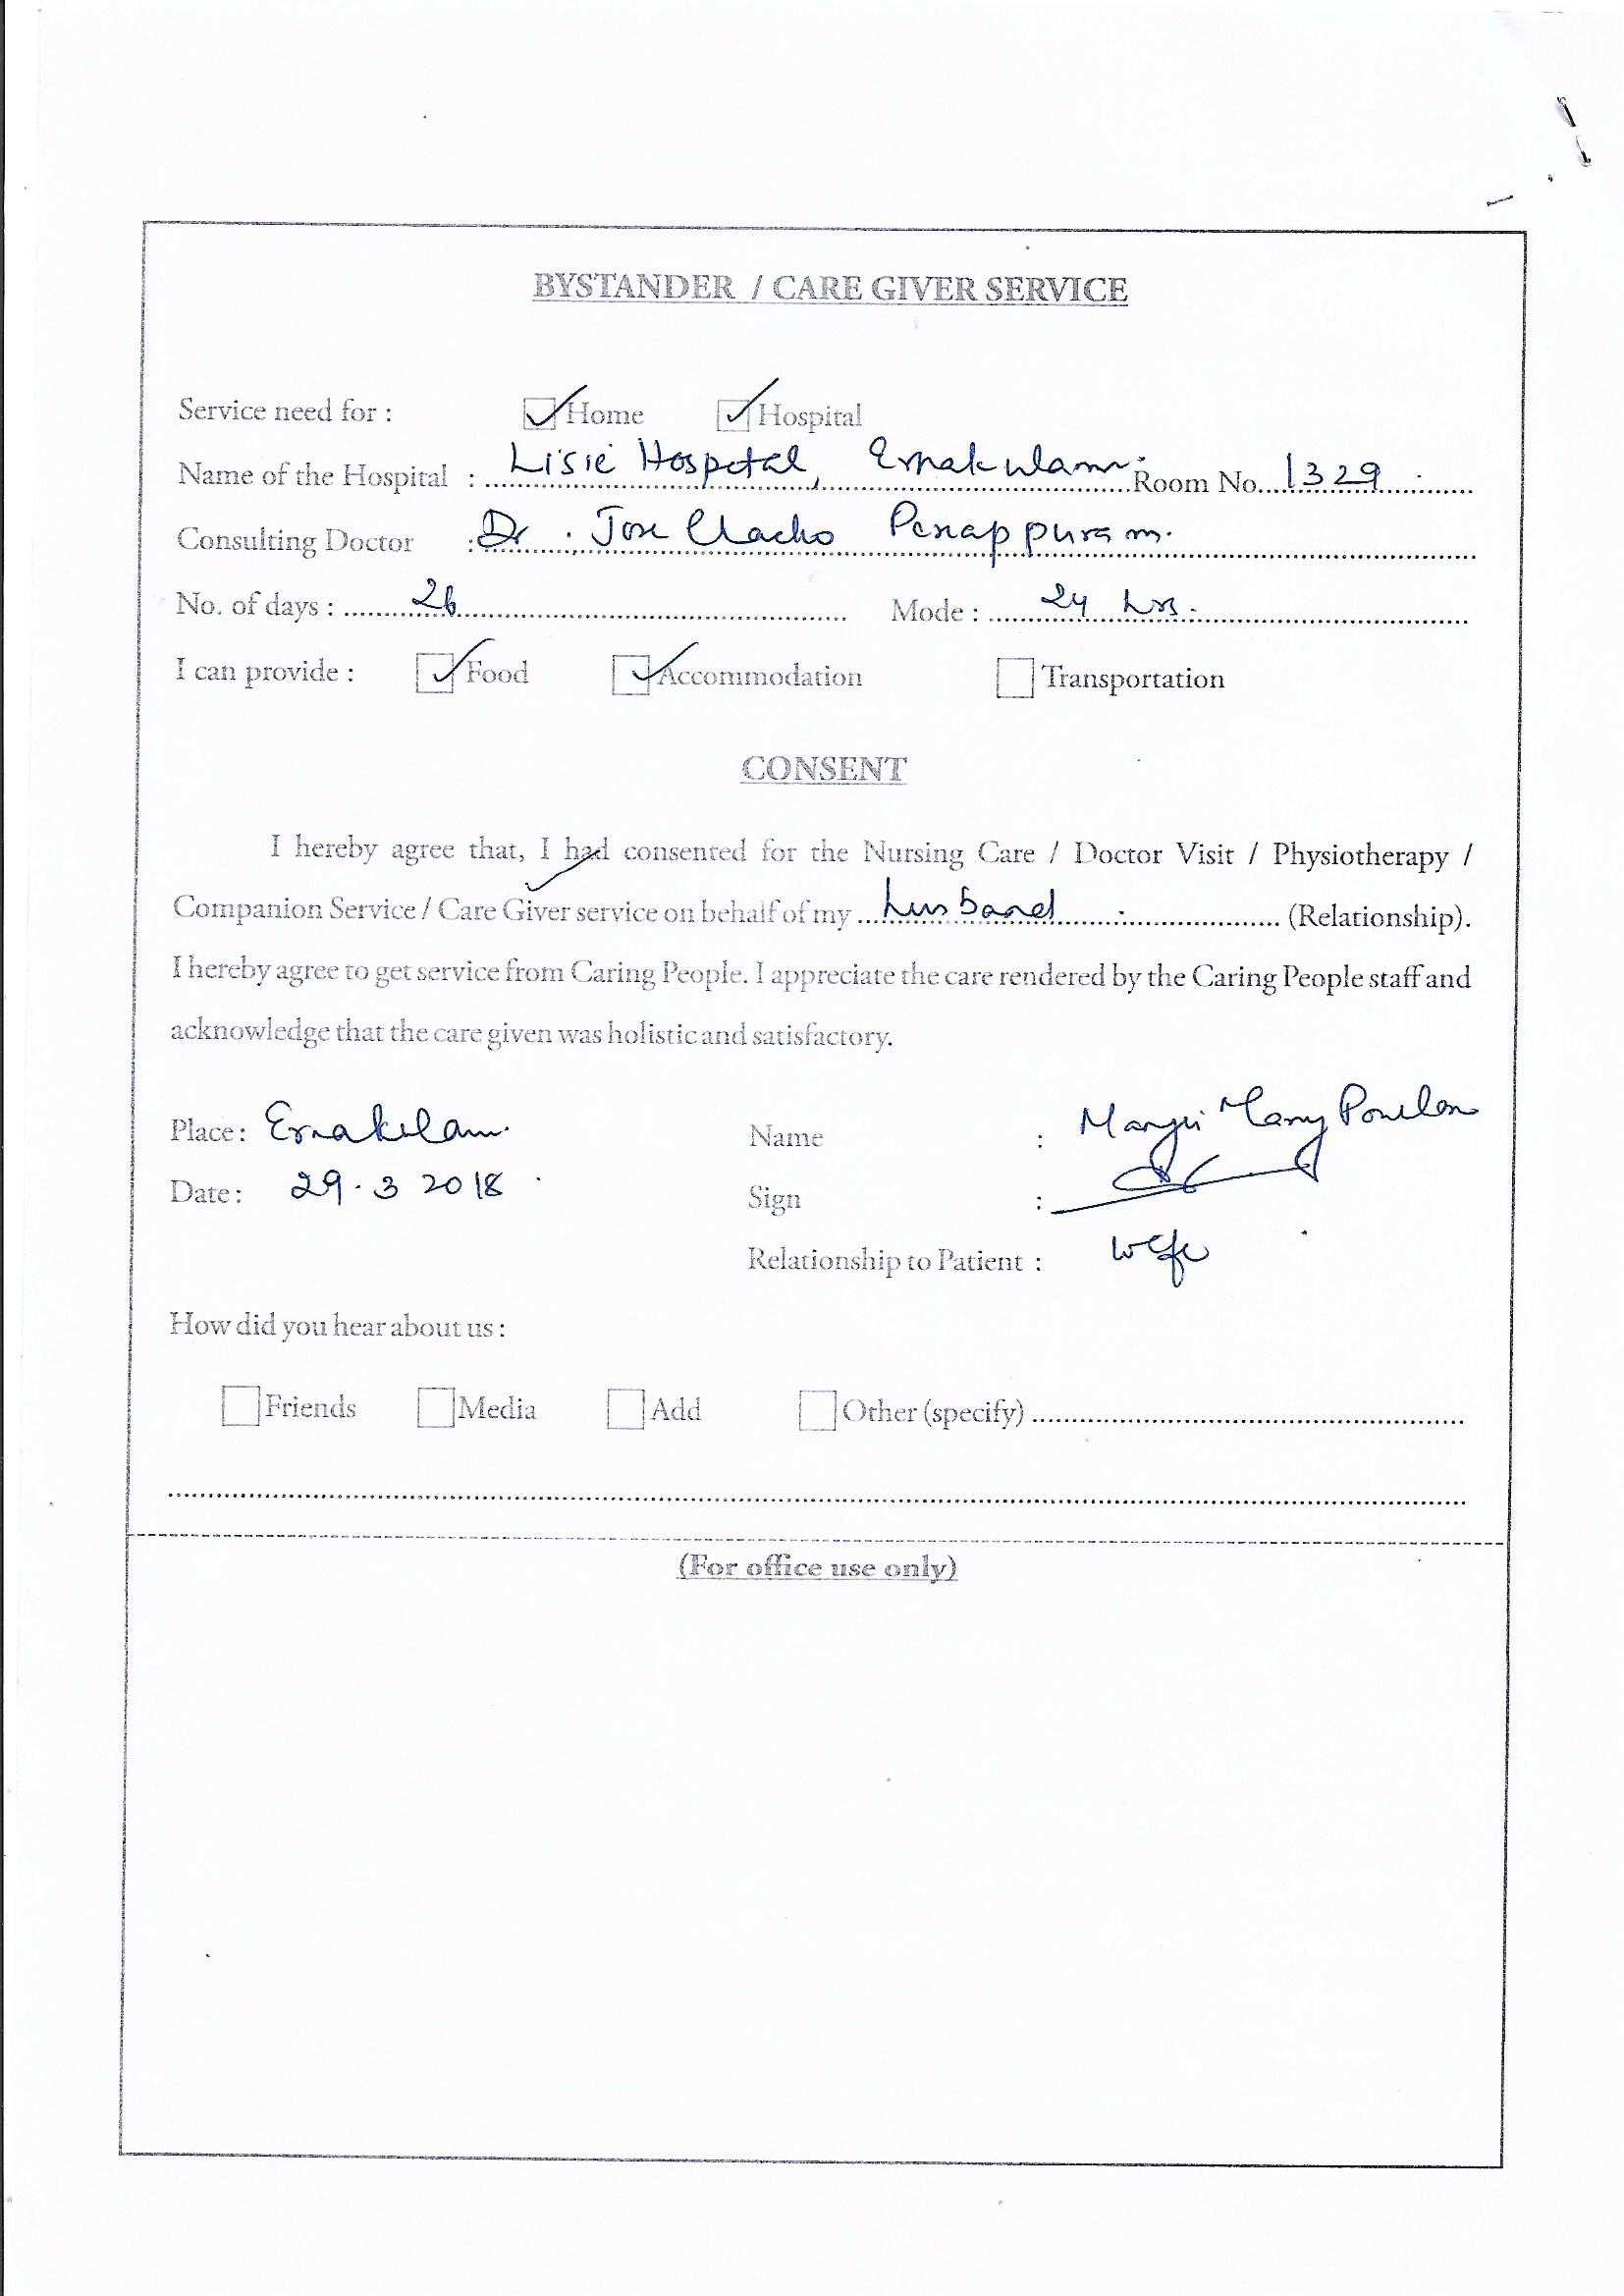 BYSTANDER / CARE GIVER SERVICE
Service need for : Home Hospital
Name of the Hospital : Lisie Hospital, Ernakulam. Room No. 1329
Consulting Doctor : Dr. Jose Chacko Periappuram.
No. of days : 26 Mode : 24 hrs.
I can provide : Food Accommodation Transportation
CONSENT
I hereby agree that, I had consented for the Nursing Care / Doctor Visit / Physiotherapy /
Companion Service / Care Giver service on behalf of my husband (Relationship).
I hereby agree to get service from Caring People. I appreciate the care rendered by the Caring People staff and
acknowledge that the care given was holistic and satisfactory.
Place : Ernakulam. Name : Mary
Date : 29.3 2018 Sign :
Relationship to Patient : wife
How did you hear about us :
Friends Media Add Other (specify)
(For office use only)